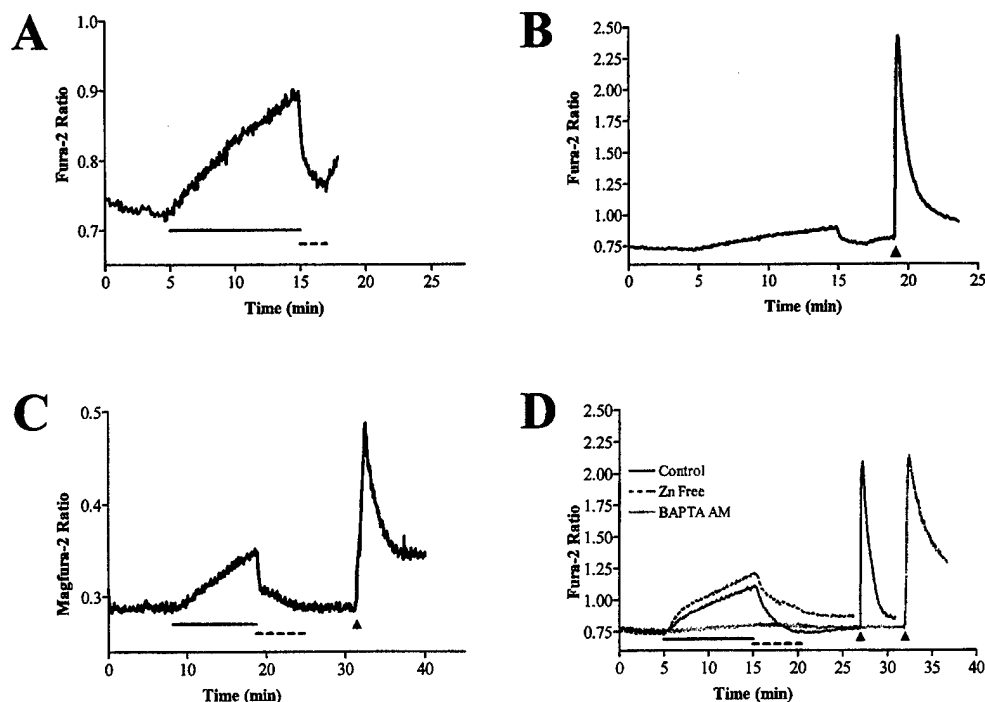 A
1.0
0.9
0.8
0.7
Fura-2 Ratio
0 5 10 15 20 25
Time (min)
B
2.50
2.25
2.00
1.75
1.50
1.25
1.00
0.75
Fura-2 Ratio
0 5 10 15 20 25
Time (min)
C
0.5
0.4
0.3
Magfura-2 Ratio
0 10 20 30 40
Time (min)
D
2.50
2.25
2.00
1.75
1.50
1.25
1.00
0.75
Fura-2 Ratio
Control
Zn Free
BAPTA AM
0 5 10 15 20 25 30 35 40
Time (min)